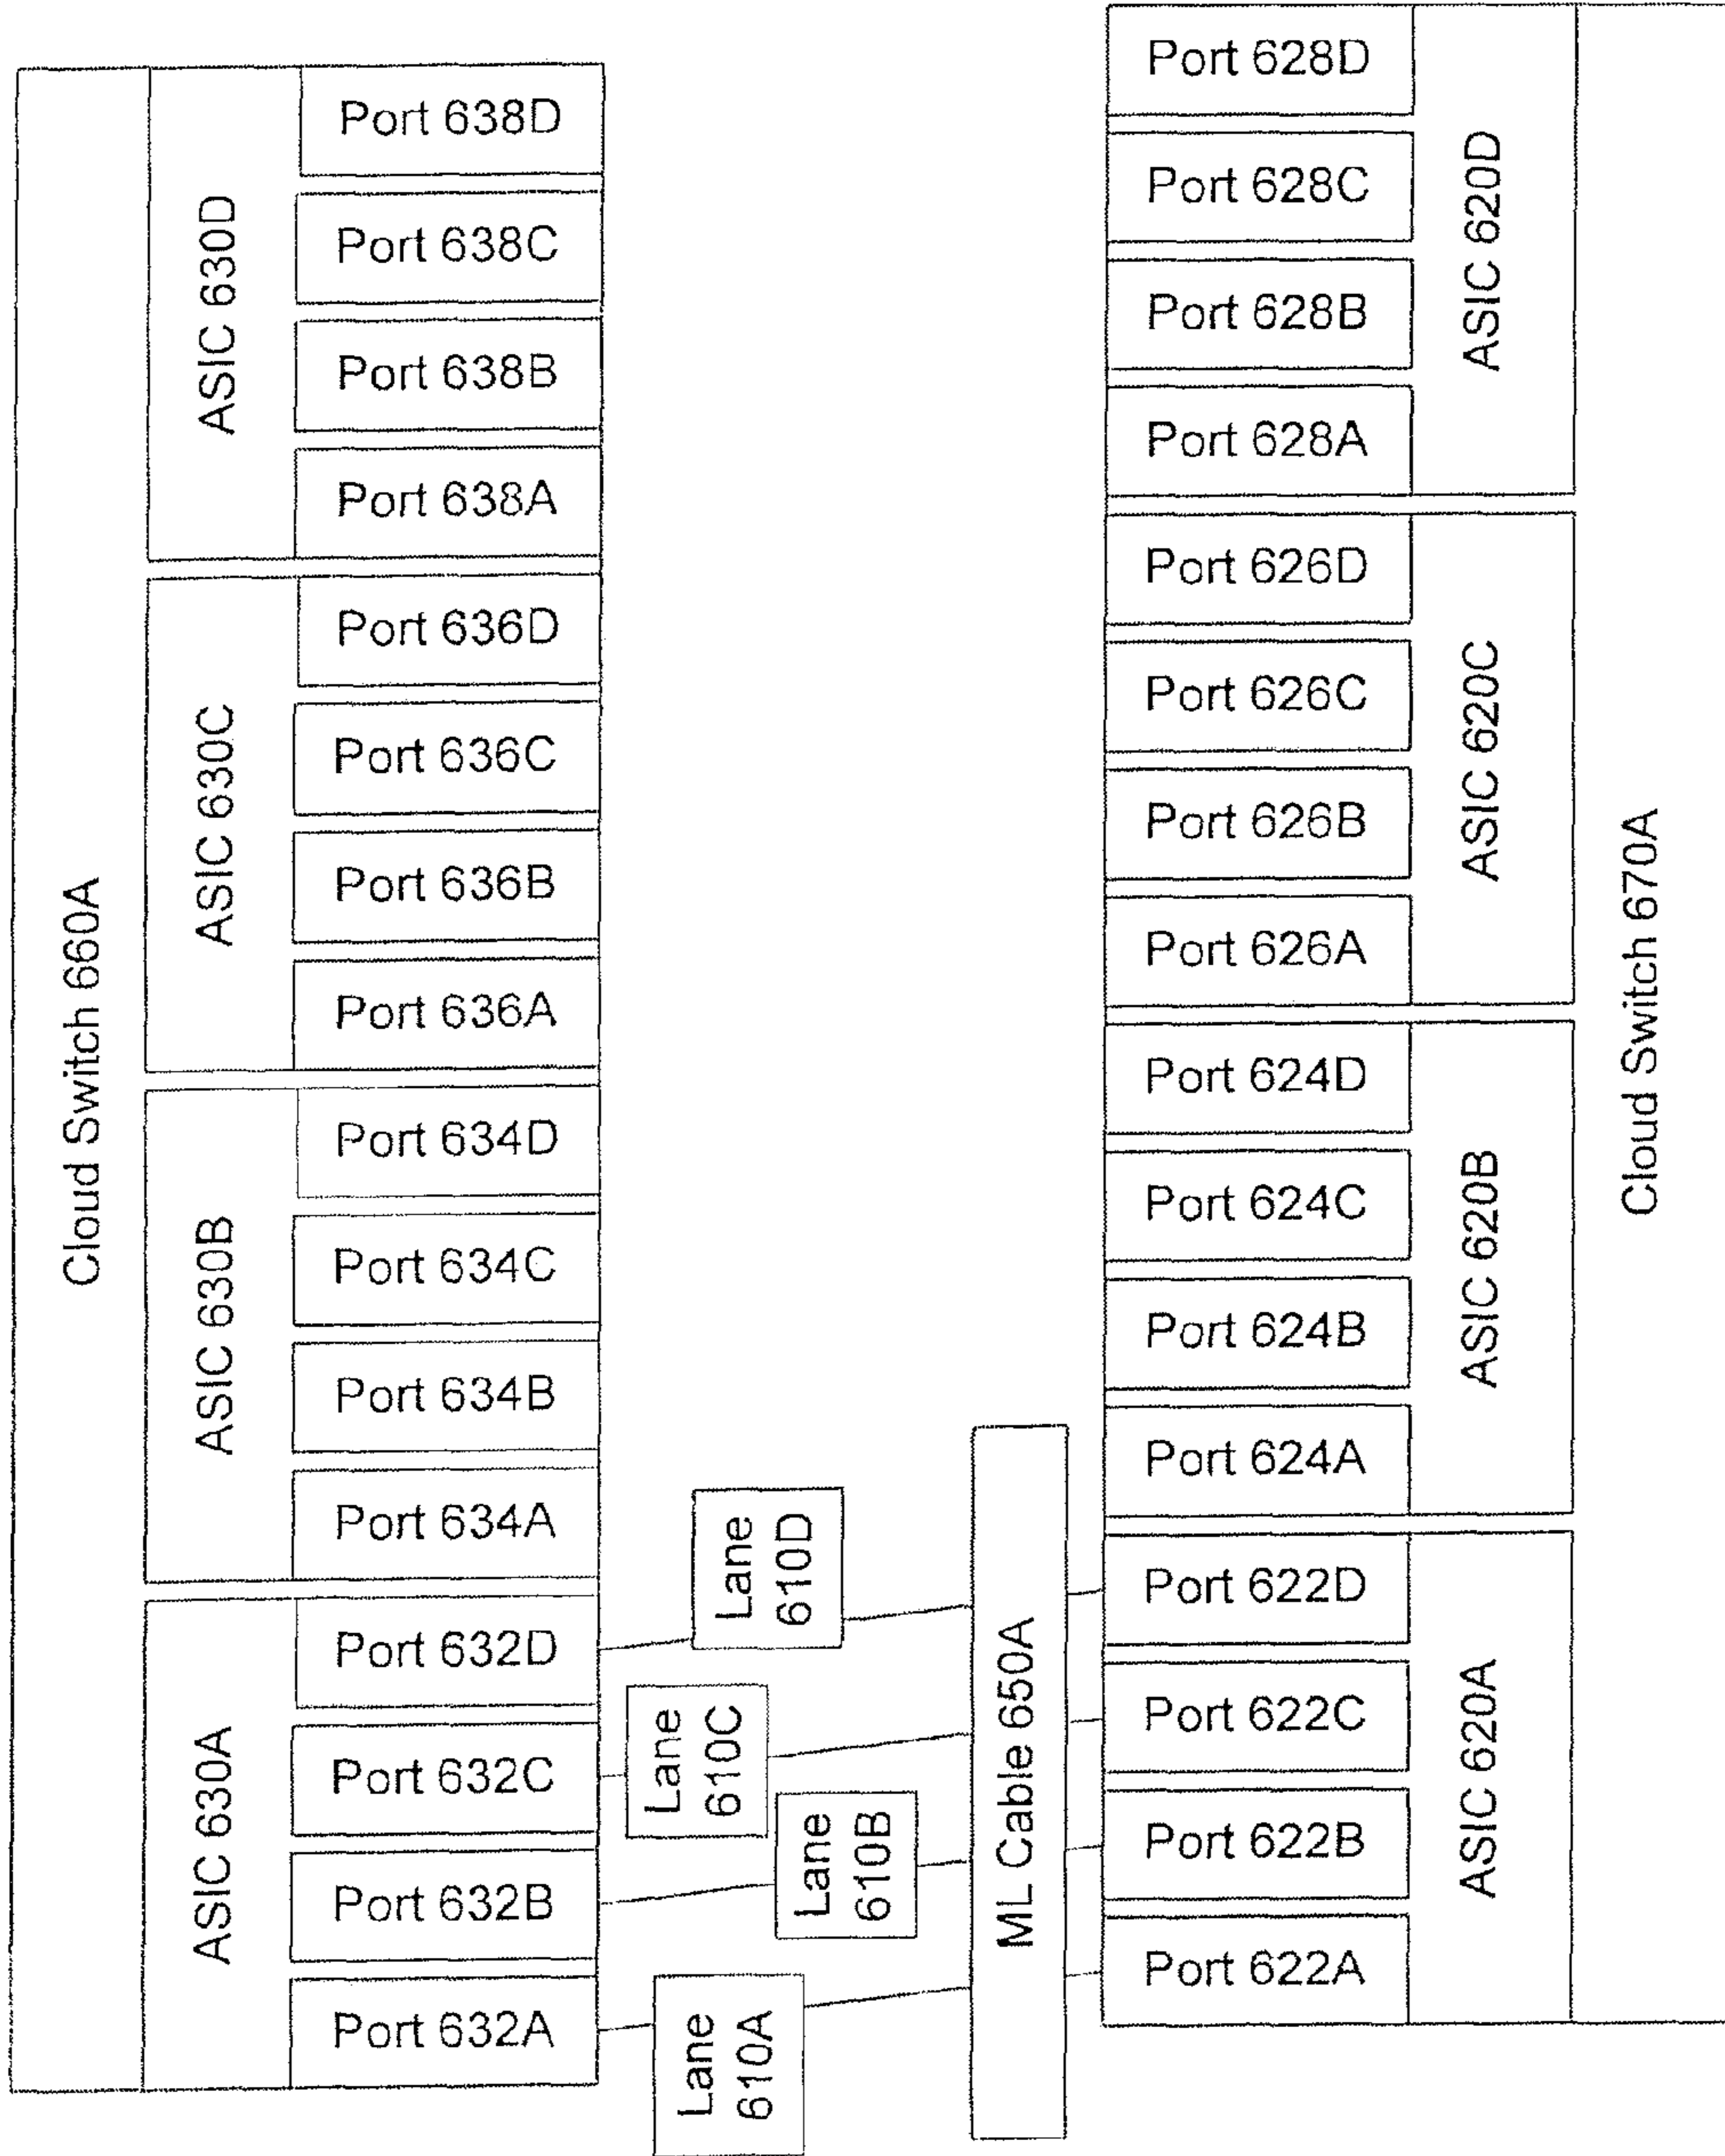 Cloud Switch 660A
ASIC 630D
Port 638D
Port 638C
Port 638B
Port 638A
ASIC 630C
Port 636D
Port 636C
Port 636B
Port 636A
ASIC 630B
Port 634D
Port 634C
Port 634B
Port 634A
ASIC 630A
Port 632D
Port 632C
Port 632B
Port 632A
Lane
610D
Lane
610C
Lane
610B
Lane
610A
ML Cable 650A
Port 628D
Port 628C
Port 628B
Port 628A
ASIC 620D
Port 626D
Port 626C
Port 626B
Port 626A
ASIC 620C
Port 624D
Port 624C
Port 624B
Port 624A
ASIC 620B
Port 622D
Port 622C
Port 622B
Port 622A
ASIC 620A
Cloud Switch 670A